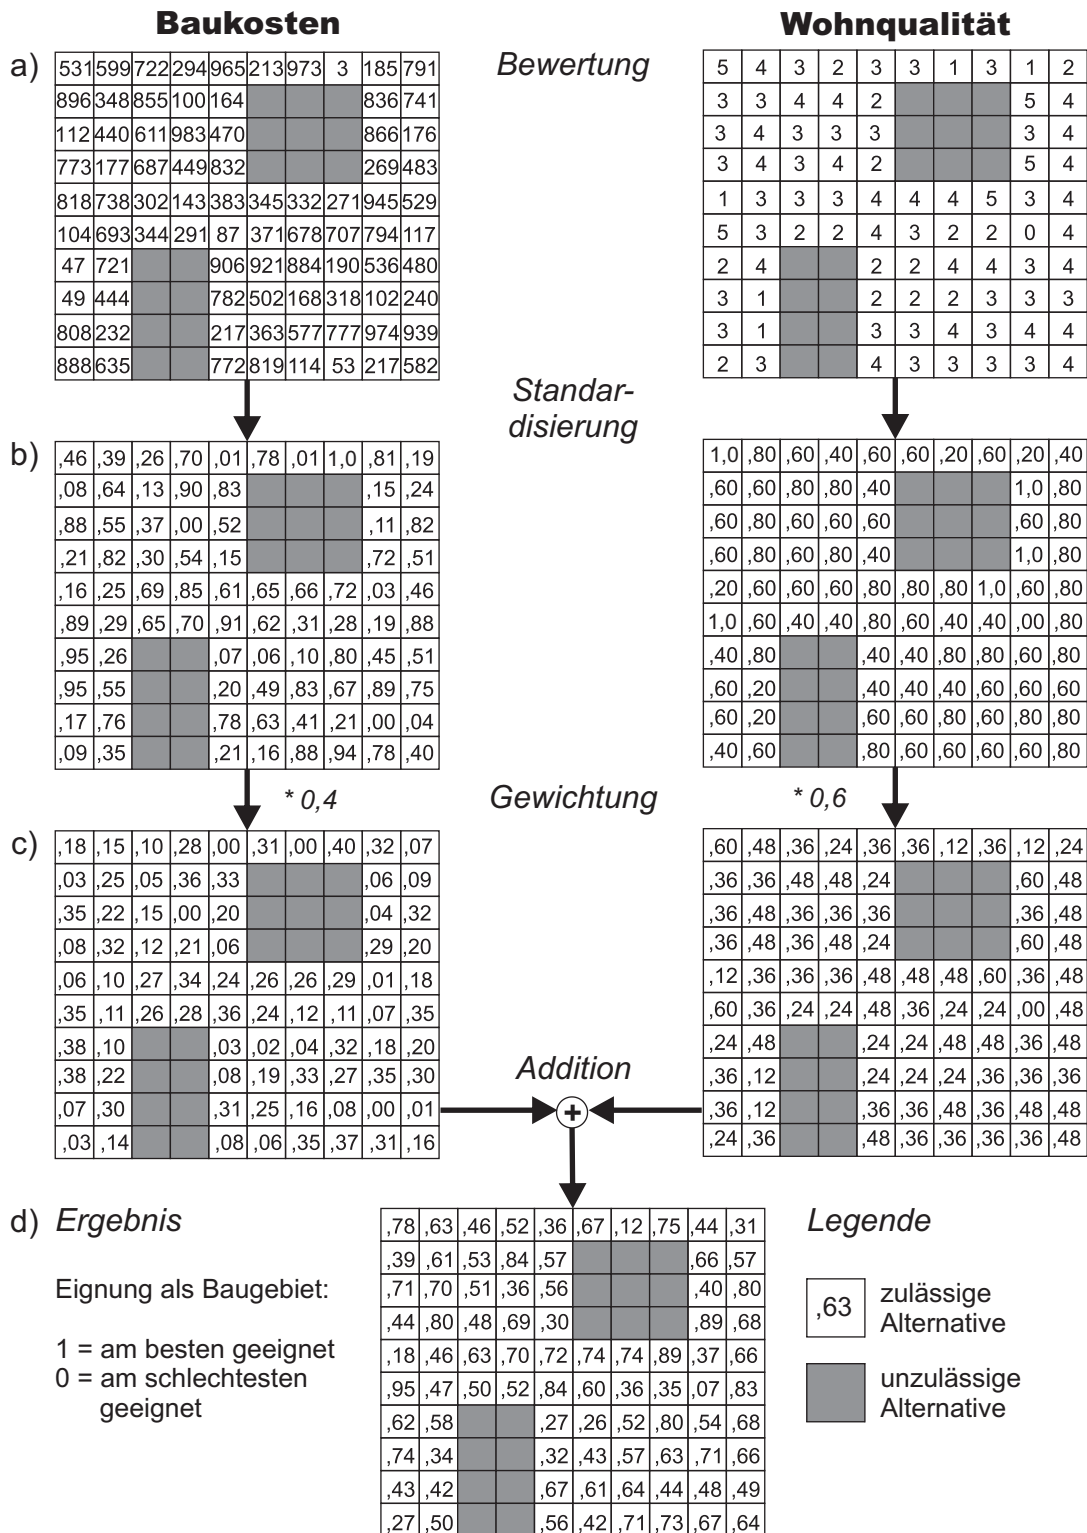 Baukosten
Wohnqualität
a)
Bewertung
531 599 722 294 965 213 973 3 185 791
896 348 855 100 164 836 741
112 440 611 983 470 866 176
773 177 687 449 832 269 483
818 738 302 143 383 345 332 271 945 529
104 693 344 291 87 371 678 707 794 117
47 721 906 921 884 190 536 480
49 444 782 502 168 318 102 240
808 232 217 363 577 777 974 939
888 635 772 819 114 53 217 582
5 4 3 2 3 3 1 3 1 2
3 3 4 4 2 5 4
3 4 3 3 3 3 4
3 4 3 4 2 5 4
1 3 3 3 4 4 4 5 3 4
5 3 2 2 4 3 2 2 0 4
2 4 2 2 4 4 3 4
3 1 2 2 2 3 3 3
3 1 3 3 4 3 4 4
2 3 4 3 3 3 3 4
Standar-
disierung
b)
,46 ,39 ,26 ,70 ,01 ,78 ,01 1,0 ,81 ,19
,08 ,64 ,13 ,90 ,83 ,15 ,24
,88 ,55 ,37 ,00 ,52 ,11 ,82
,21 ,82 ,30 ,54 ,15 ,72 ,51
,16 ,25 ,69 ,85 ,61 ,65 ,66 ,72 ,03 ,46
,89 ,29 ,65 ,70 ,91 ,62 ,31 ,28 ,19 ,88
,95 ,26 ,07 ,06 ,10 ,80 ,45 ,51
,95 ,55 ,20 ,49 ,83 ,67 ,89 ,75
,17 ,76 ,78 ,63 ,41 ,21 ,00 ,04
,09 ,35 ,21 ,16 ,88 ,94 ,78 ,40
1,0 ,80 ,60 ,40 ,60 ,60 ,20 ,60 ,20 ,40
,60 ,60 ,80 ,80 ,40 1,0 ,80
,60 ,80 ,60 ,60 ,60 ,60 ,80
,60 ,80 ,60 ,80 ,40 1,0 ,80
,20 ,60 ,60 ,60 ,80 ,80 ,80 1,0 ,60 ,80
1,0 ,60 ,40 ,40 ,80 ,60 ,40 ,40 ,00 ,80
,40 ,80 ,40 ,40 ,80 ,80 ,60 ,80
,60 ,20 ,40 ,40 ,40 ,60 ,60 ,60
,60 ,20 ,60 ,60 ,80 ,60 ,80 ,80
,40 ,60 ,80 ,60 ,60 ,60 ,60 ,80
* 0,4
Gewichtung
* 0,6
c)
,18 ,15 ,10 ,28 ,00 ,31 ,00 ,40 ,32 ,07
,03 ,25 ,05 ,36 ,33 ,06 ,09
,35 ,22 ,15 ,00 ,20 ,04 ,32
,08 ,32 ,12 ,21 ,06 ,29 ,20
,06 ,10 ,27 ,34 ,24 ,26 ,26 ,29 ,01 ,18
,35 ,11 ,26 ,28 ,36 ,24 ,12 ,11 ,07 ,35
,38 ,10 ,03 ,02 ,04 ,32 ,18 ,20
,38 ,22 ,08 ,19 ,33 ,27 ,35 ,30
,07 ,30 ,31 ,25 ,16 ,08 ,00 ,01
,03 ,14 ,08 ,06 ,35 ,37 ,31 ,16
,60 ,48 ,36 ,24 ,36 ,36 ,12 ,36 ,12 ,24
,36 ,36 ,48 ,48 ,24 ,60 ,48
,36 ,48 ,36 ,36 ,36 ,36 ,48
,36 ,48 ,36 ,48 ,24 ,60 ,48
,12 ,36 ,36 ,36 ,48 ,48 ,48 ,60 ,36 ,48
,60 ,36 ,24 ,24 ,48 ,36 ,24 ,24 ,00 ,48
,24 ,48 ,24 ,24 ,48 ,48 ,36 ,48
,36 ,12 ,24 ,24 ,24 ,36 ,36 ,36
,36 ,12 ,36 ,36 ,48 ,36 ,48 ,48
,24 ,36 ,48 ,36 ,36 ,36 ,36 ,48
Addition
+
d) Ergebnis
Eignung als Baugebiet:
1 = am besten geeignet
0 = am schlechtesten
geeignet
,78 ,63 ,46 ,52 ,36 ,67 ,12 ,75 ,44 ,31
,39 ,61 ,53 ,84 ,57 ,66 ,57
,71 ,70 ,51 ,36 ,56 ,40 ,80
,44 ,80 ,48 ,69 ,30 ,89 ,68
,18 ,46 ,63 ,70 ,72 ,74 ,74 ,89 ,37 ,66
,95 ,47 ,50 ,52 ,84 ,60 ,36 ,35 ,07 ,83
,62 ,58 ,27 ,26 ,52 ,80 ,54 ,68
,74 ,34 ,32 ,43 ,57 ,63 ,71 ,66
,43 ,42 ,67 ,61 ,64 ,44 ,48 ,49
,27 ,50 ,56 ,42 ,71 ,73 ,67 ,64
Legende
,63
zulässige
Alternative
unzulässige
Alternative